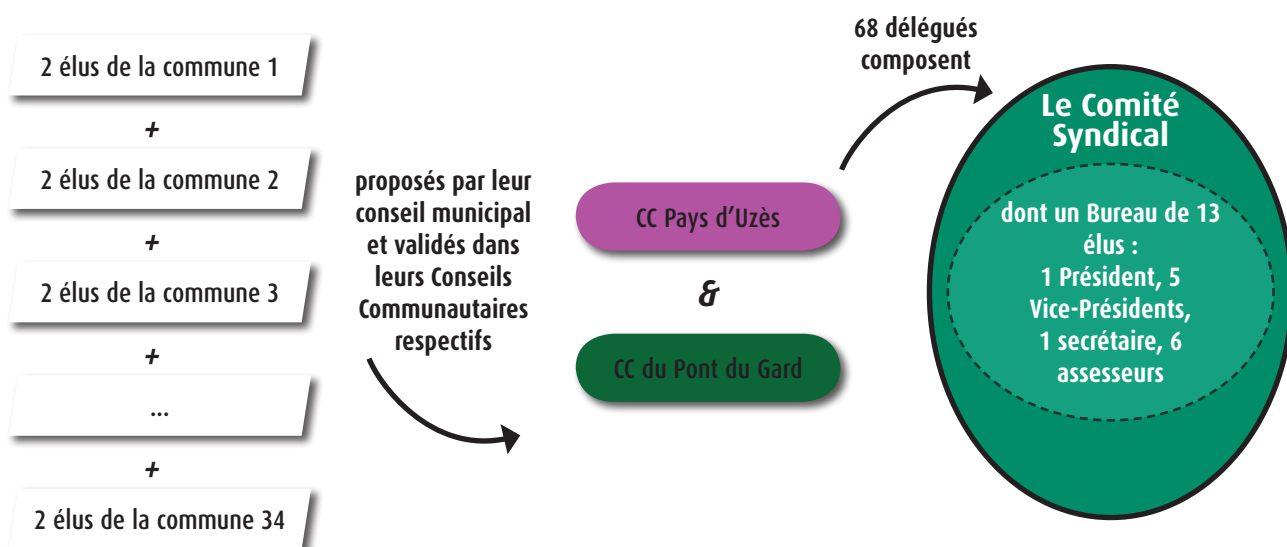 2 élus de la commune 1
+
2 élus de la commune 2
+
2 élus de la commune 3
+
...
+
2 élus de la commune 34
proposés par leur
conseil municipal
et validés dans
leurs Conseils
Communautaires
respectifs
CC Pays d'Uzès
&
CC du Pont du Gard
68 délégués
composent
Le Comité
Syndical
dont un Bureau de 13
élus :
1 Président, 5
Vice-Présidents,
1 secrétaire, 6
assesseurs